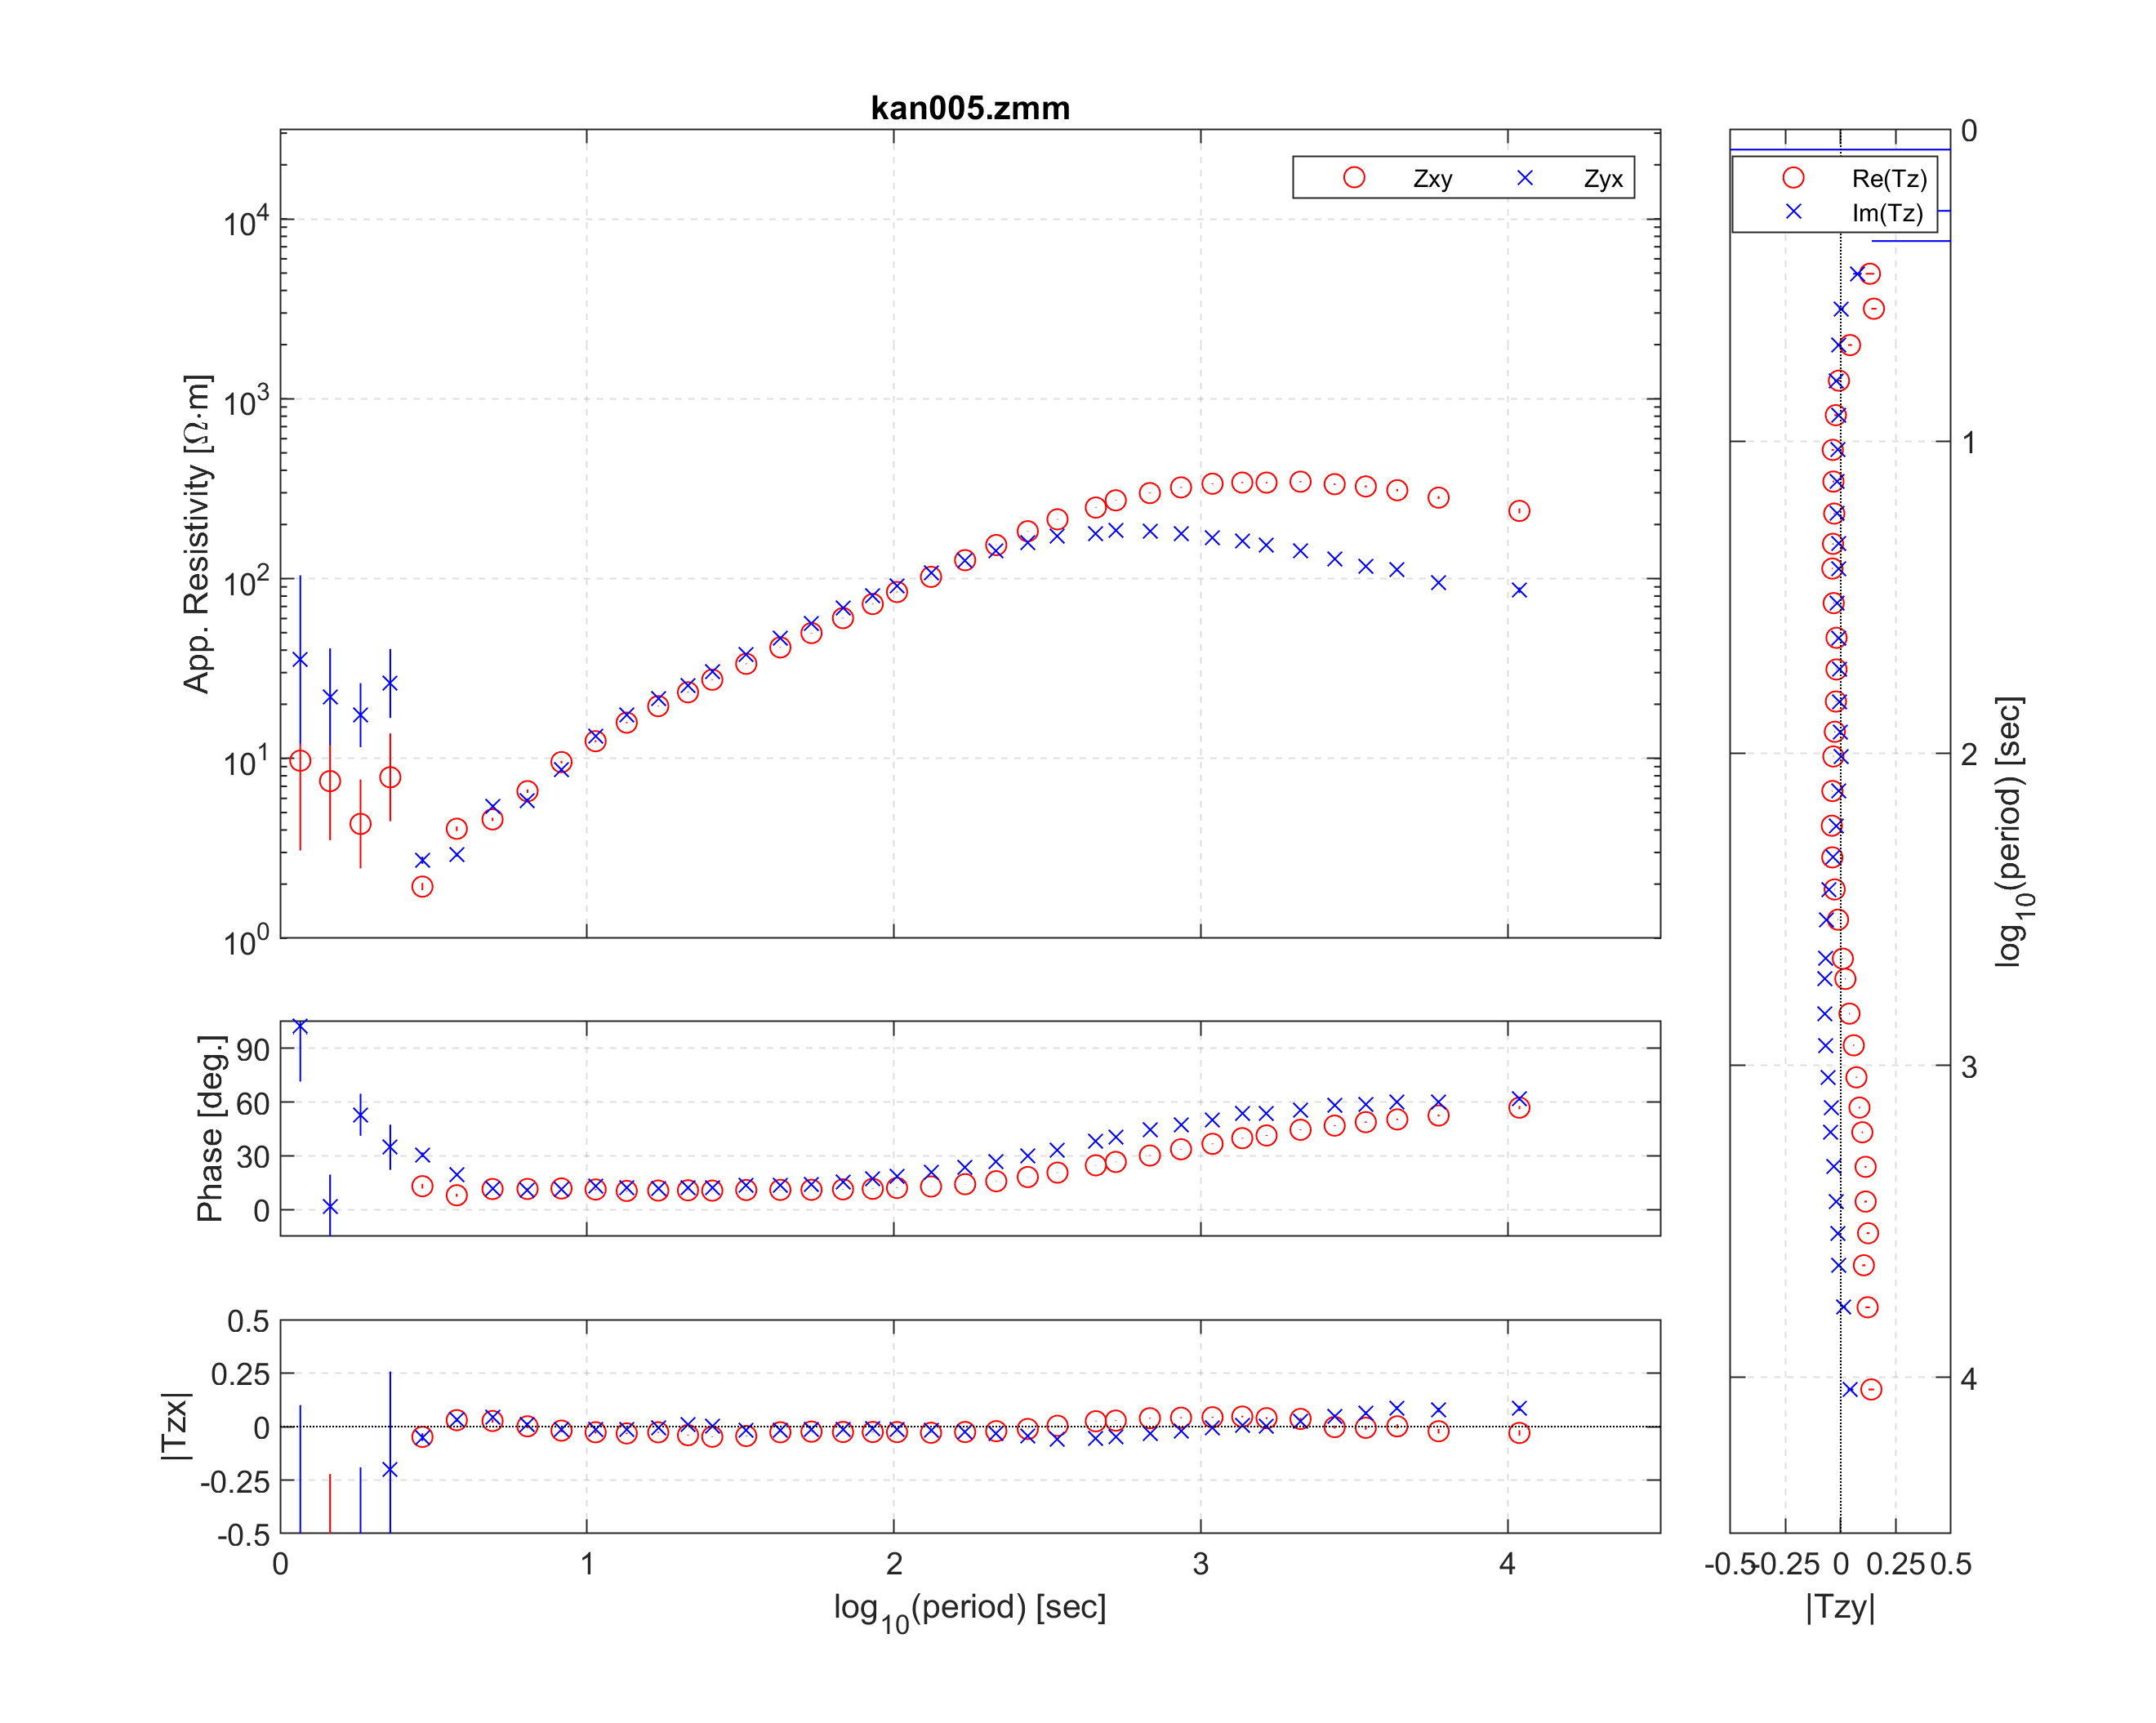 kan005.zmm
Zxy Zyx
App. Resistivity [Ω·m]
10^4
10^3
10^2
10^1
10^0
Phase [deg.]
90
60
30
0
|Tzx|
0.5
0.25
0
-0.25
-0.5
0 1 2 3 4
log10(period) [sec]
Re(Tz)
Im(Tz)
0
1
2
3
4
log10(period) [sec]
-0.5 -0.25 0 0.25 0.5
|Tzy|